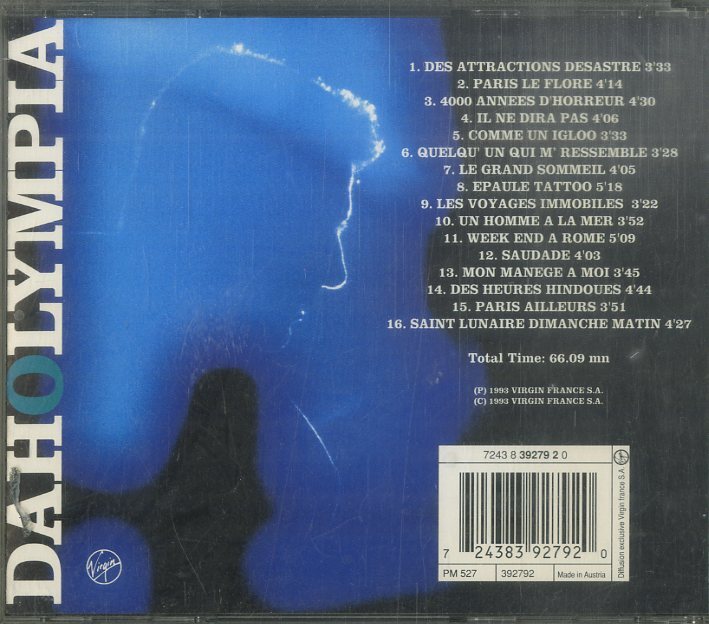 DAHOLYMPIA
1. DES ATTRACTIONS DESASTRE 3'33
2. PARIS LE FLORE 4'14
3. 4000 ANNEES D'HORREUR 4'30
4. IL NE DIRA PAS 4'06
5. COMME UN IGLOO 3'33
6. QUELQU' UN QUI M' RESSEMBLE 3'28
7. LE GRAND SOMMEIL 4'05
8. EPAULE TATTOO 5'18
9. LES VOYAGES IMMOBILES 3'22
10. UN HOMME A LA MER 3'52
11. WEEK END A ROME 5'09
12. SAUDADE 4'03
13. MON MANEGE A MOI 3'45
14. DES HEURES HINDOUES 4'44
15. PARIS AILLEURS 3'51
16. SAINT LUNAIRE DIMANCHE MATIN 4'27
Total Time: 66.09 mn
(P) 1993 VIRGIN FRANCE S.A.
(C) 1993 VIRGIN FRANCE S.A.
7243 8 39279 2 0
7 24383 92792 0
PM 527 392792 Made in Austria
Diffusion exclusive Virgin france S.A
Virgin